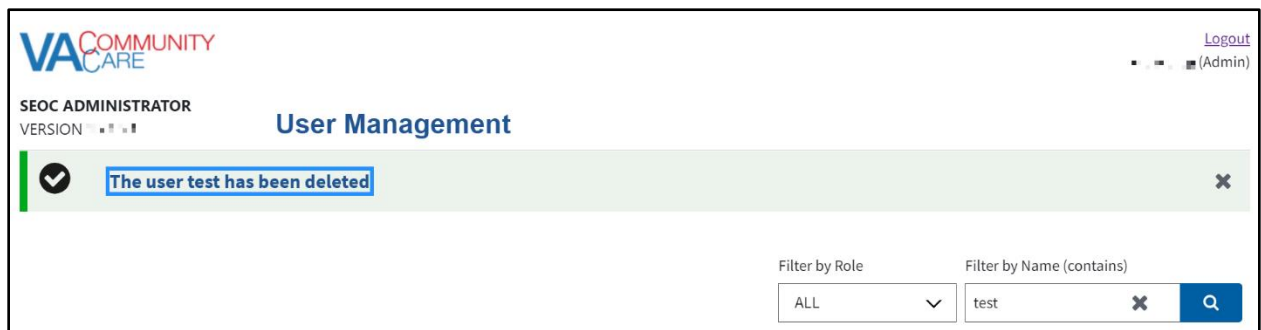 VA COMMUNITY
CARE
Logout
(Admin)
SEOC ADMINISTRATOR
VERSION
User Management
The user test has been deleted
Filter by Role
Filter by Name (contains)
ALL
test